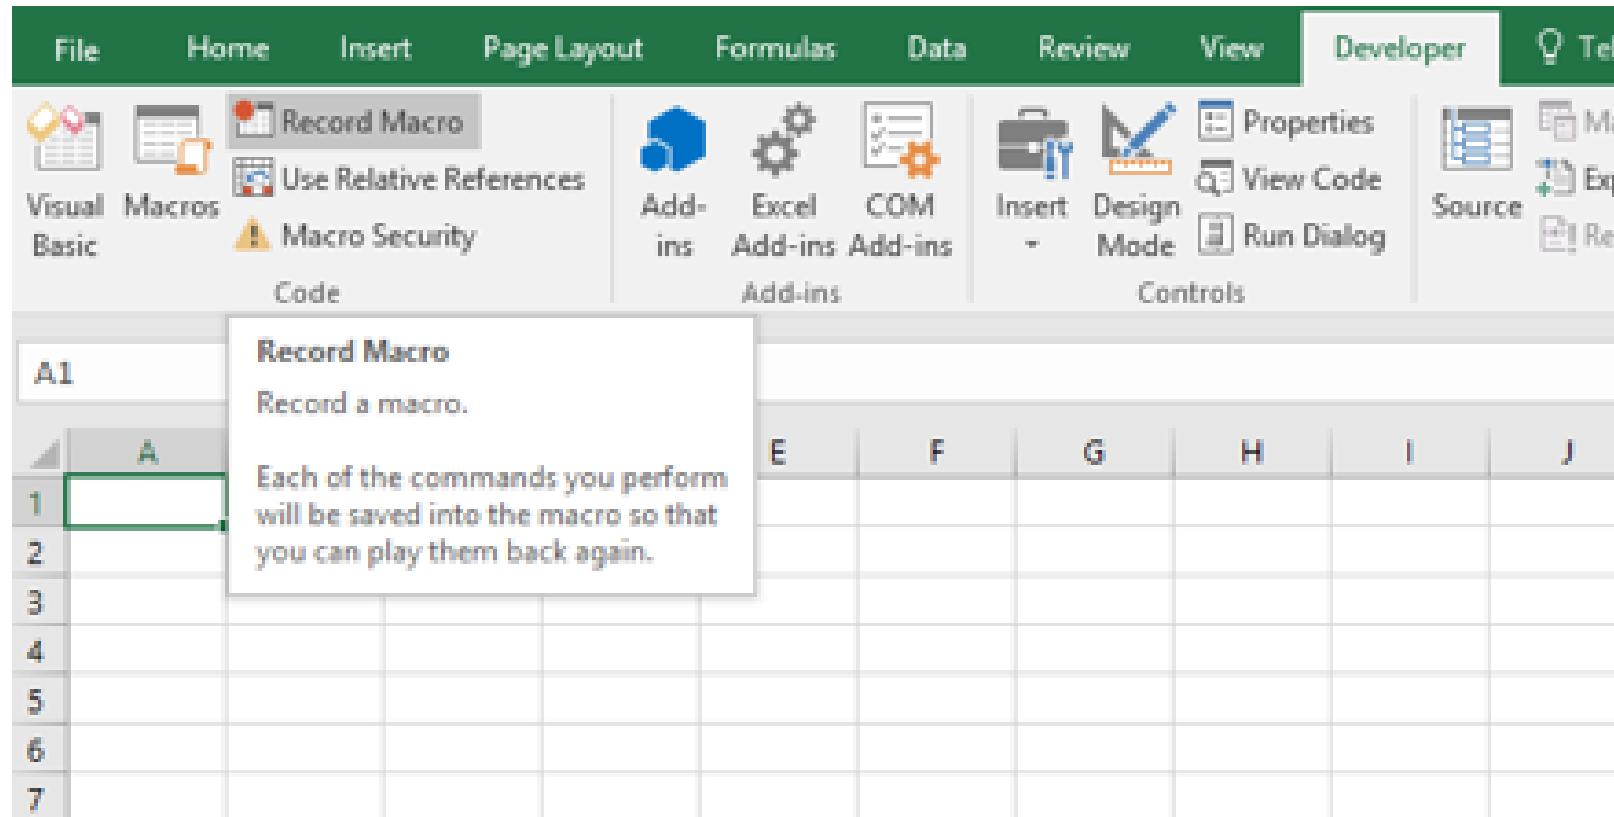 File Home Insert Page Layout Formulas Data Review View Developer
Record Macro Properties
Use Relative References View Code
Visual Basic Macros Macro Security Add-ins Excel Add-ins COM Add-ins Insert Design Mode Run Dialog Source
Code Add-ins Controls
Record Macro
A1
Record a macro.
A E F G H I J
Each of the commands you perform
1
will be saved into the macro so that
2
you can play them back again.
3
4
5
6
7